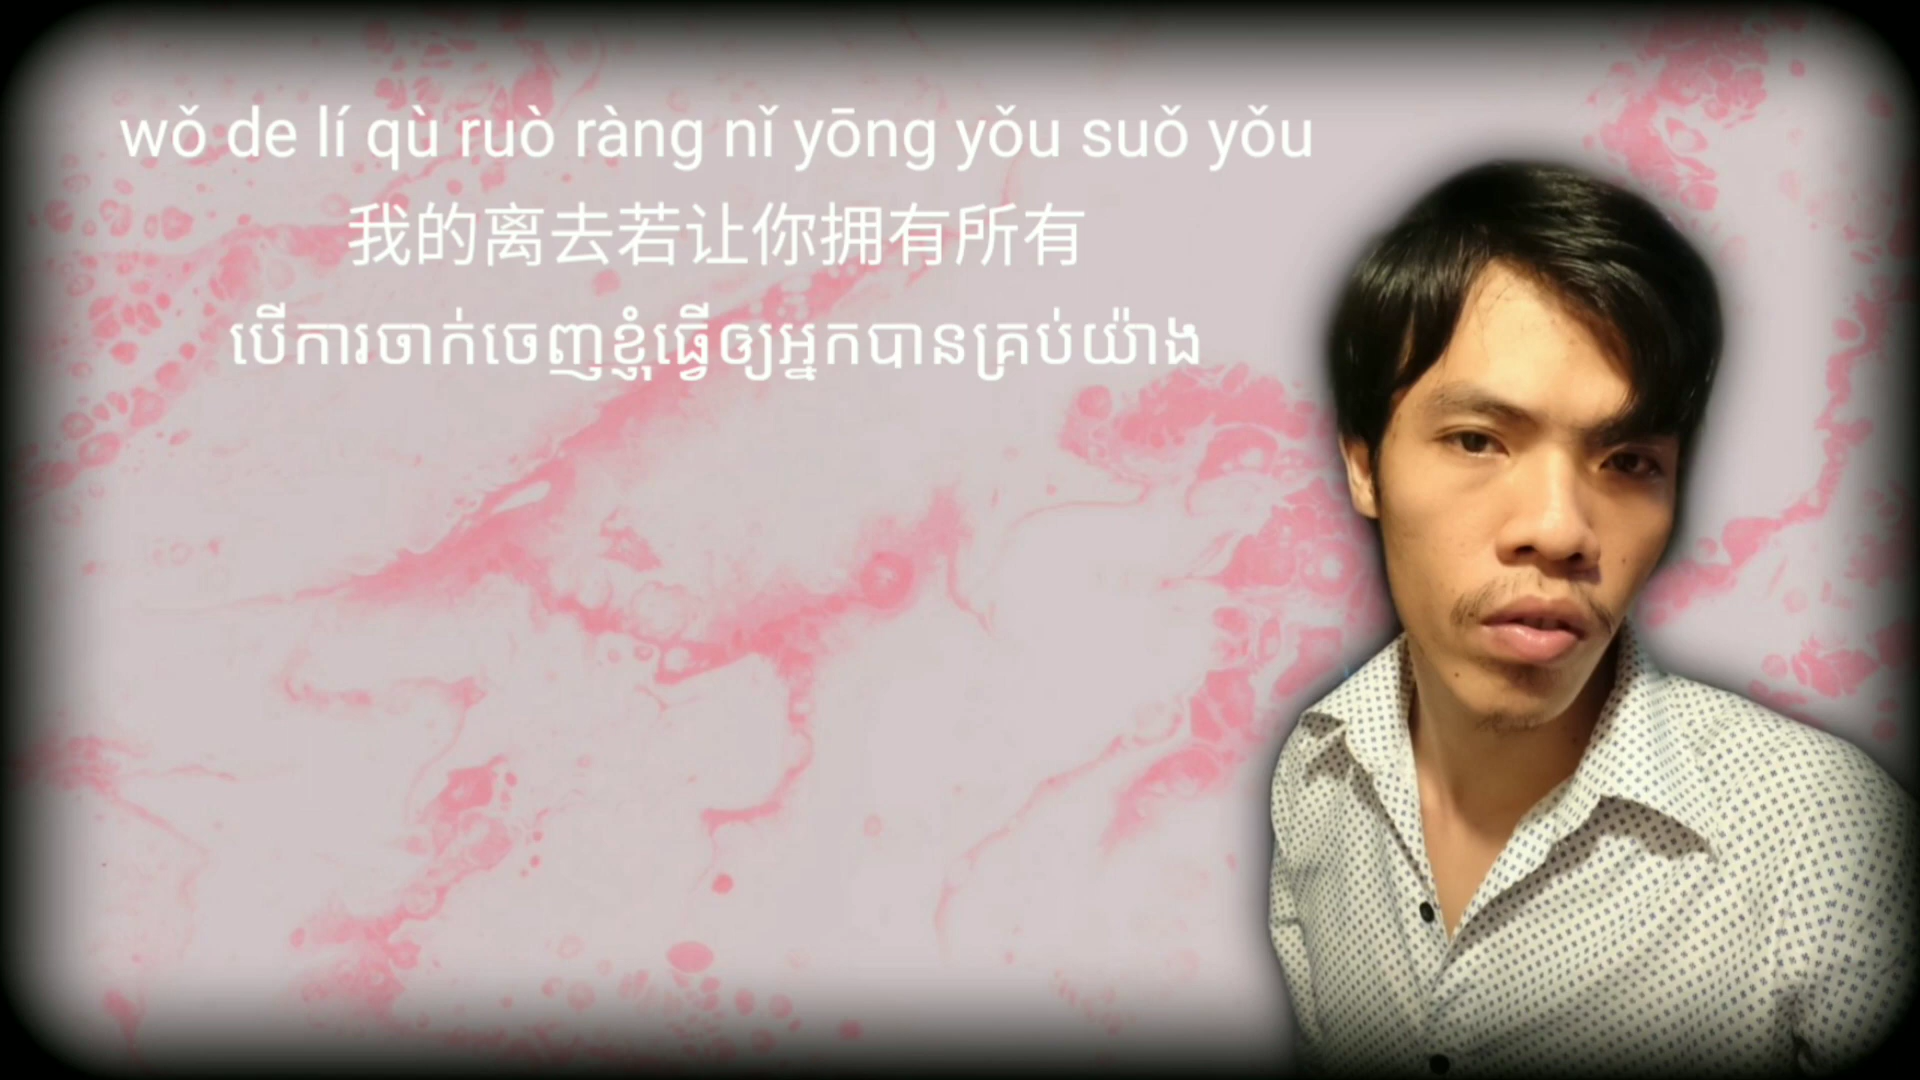 wǒ de lí qù ruò ràng nǐ yōng yǒu suǒ yǒu
我的离去若让你拥有所有
បើការចាក់ចេញខ្ញុំធ្វើឲ្យអ្នកបានគ្រប់យ៉ាង